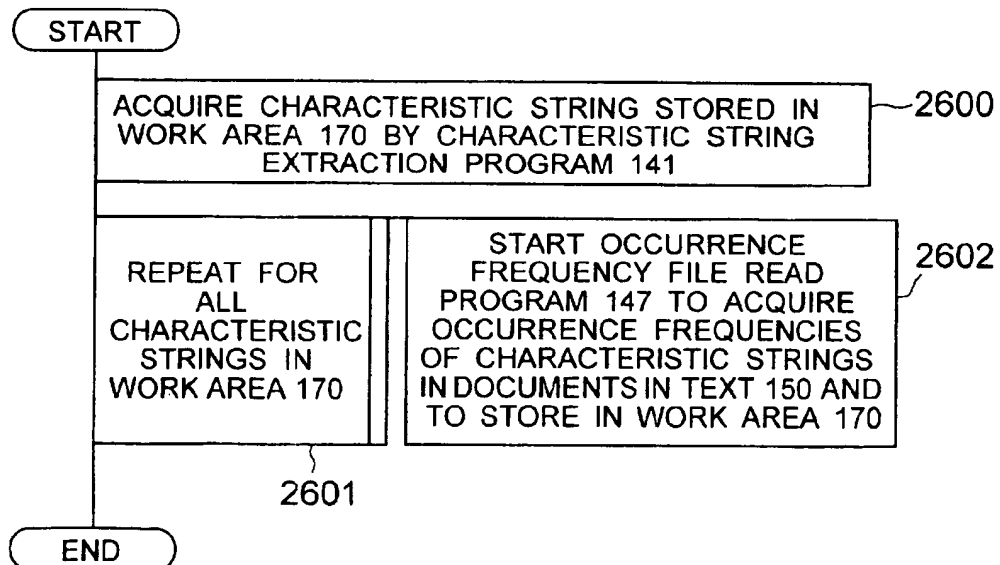 START
ACQUIRE CHARACTERISTIC STRING STORED IN
WORK AREA 170 BY CHARACTERISTIC STRING
EXTRACTION PROGRAM 141
2600
REPEAT FOR
ALL
CHARACTERISTIC
STRINGS IN
WORK AREA 170
2601
START OCCURRENCE
FREQUENCY FILE READ
PROGRAM 147 TO ACQUIRE
OCCURRENCE FREQUENCIES
OF CHARACTERISTIC STRINGS
IN DOCUMENTS IN TEXT 150 AND
TO STORE IN WORK AREA 170
2602
END